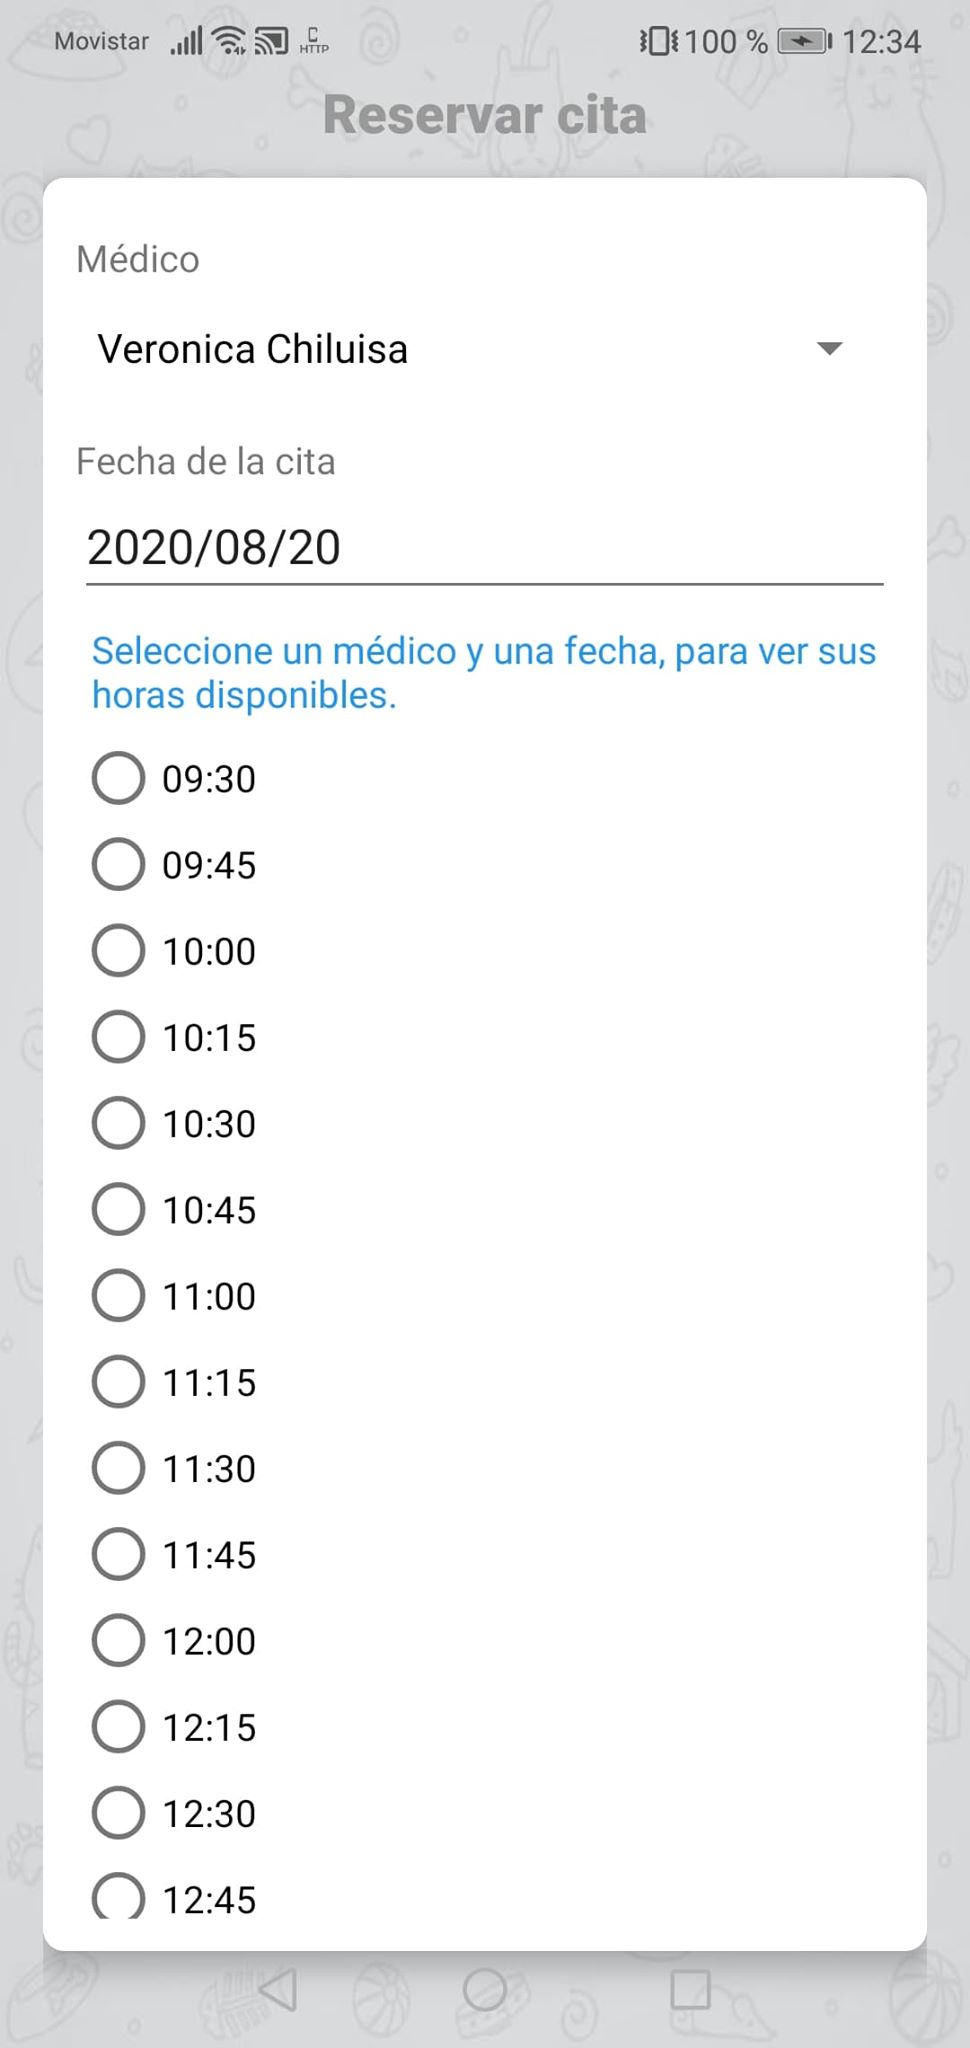 Movistar HTTP 100 % 12:34
Reservar cita
Médico
Veronica Chiluisa
Fecha de la cita
2020/08/20
Seleccione un médico y una fecha, para ver sus
horas disponibles.
09:30
09:45
10:00
10:15
10:30
10:45
11:00
11:15
11:30
11:45
12:00
12:15
12:30
12:45